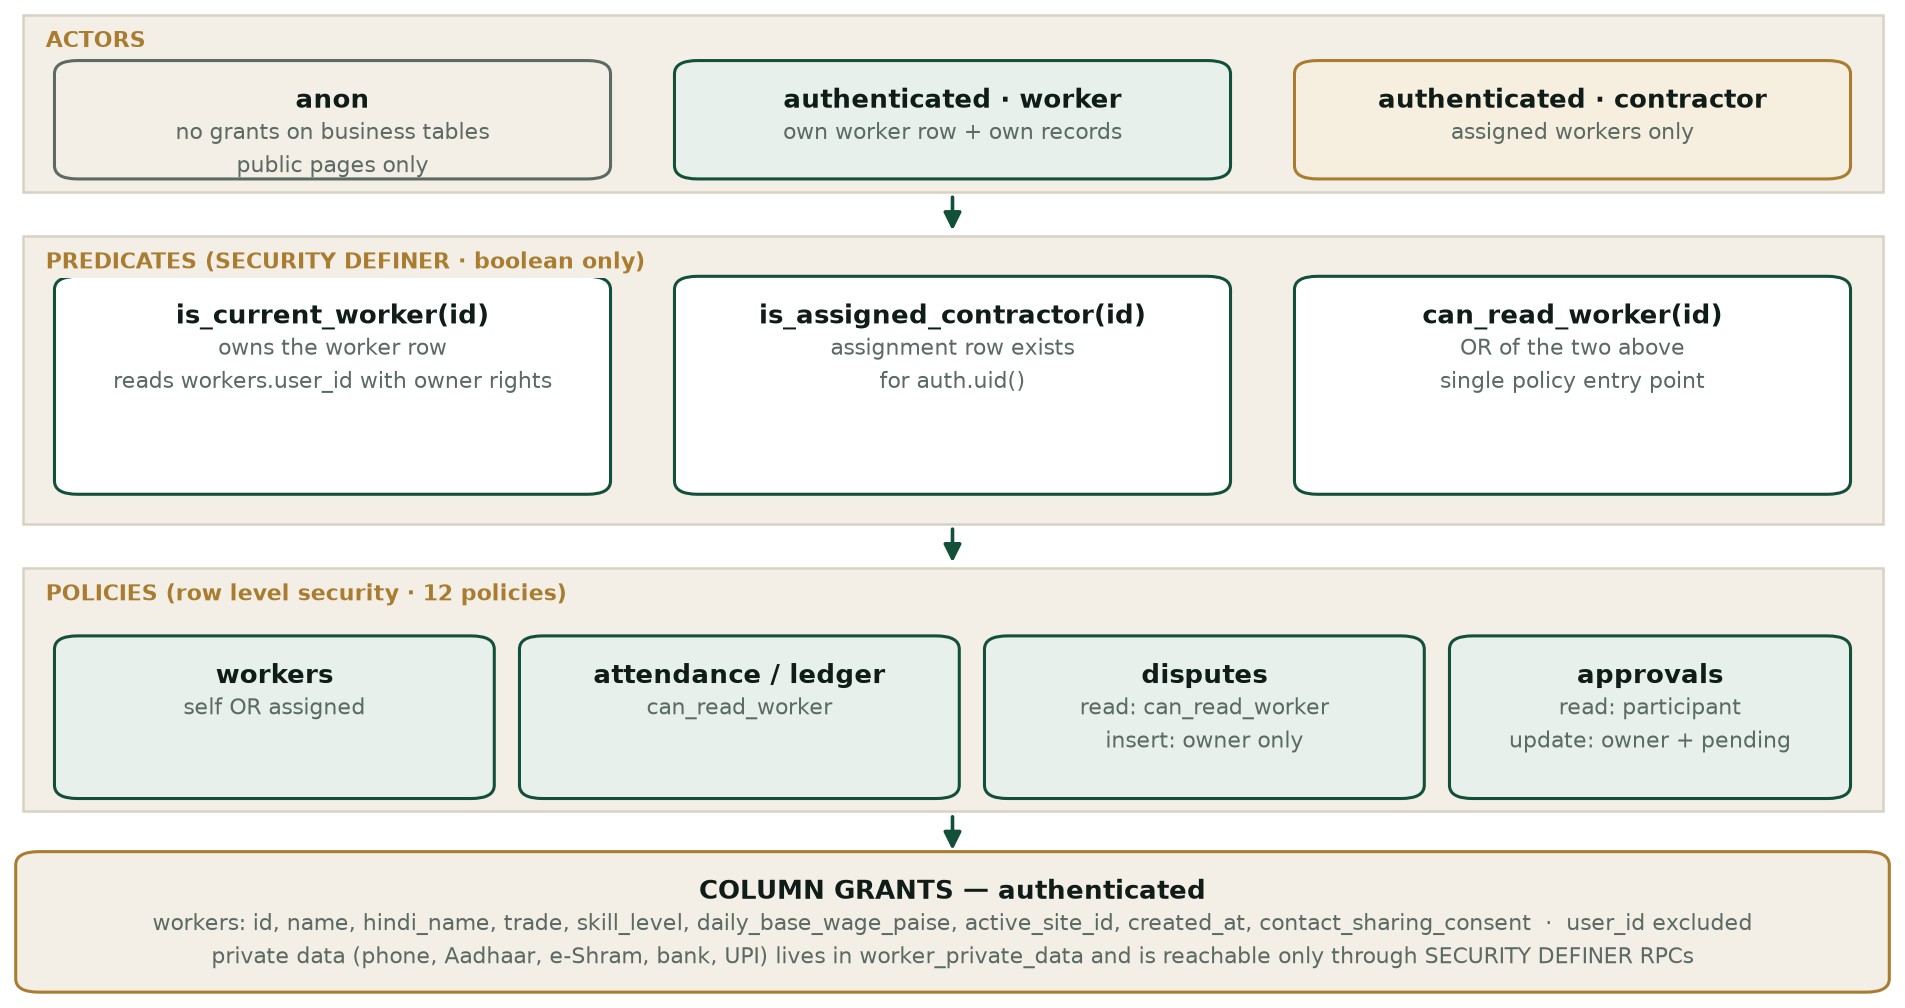 ACTORS
anon
no grants on business tables
public pages only
authenticated · worker
own worker row + own records
authenticated · contractor
assigned workers only
PREDICATES (SECURITY DEFINER · boolean only)
is_current_worker(id)
owns the worker row
reads workers.user_id with owner rights
is_assigned_contractor(id)
assignment row exists
for auth.uid()
can_read_worker(id)
OR of the two above
single policy entry point
POLICIES (row level security · 12 policies)
workers
self OR assigned
attendance / ledger
can_read_worker
disputes
read: can_read_worker
insert: owner only
approvals
read: participant
update: owner + pending
COLUMN GRANTS — authenticated
workers: id, name, hindi_name, trade, skill_level, daily_base_wage_paise, active_site_id, created_at, contact_sharing_consent · user_id excluded
private data (phone, Aadhaar, e-Shram, bank, UPI) lives in worker_private_data and is reachable only through SECURITY DEFINER RPCs